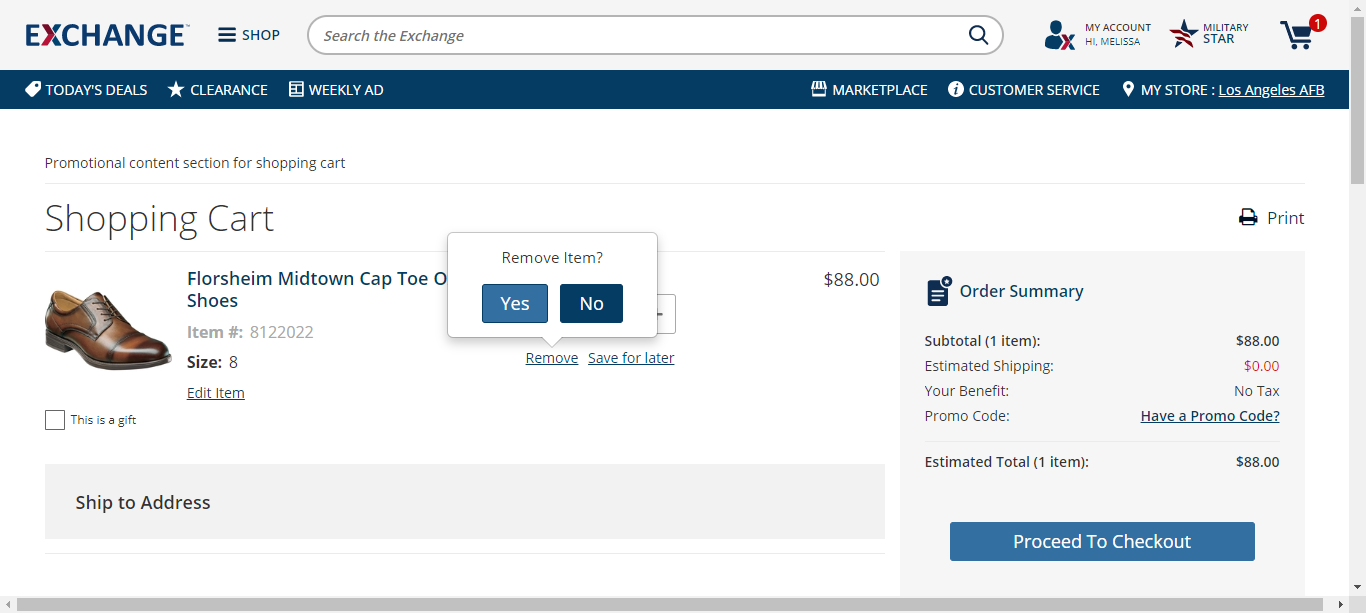 EXCHANGE
SHOP
Search the Exchange
MY ACCOUNT
HI, MELISSA
MILITARY
STAR
1
TODAY'S DEALS
CLEARANCE
WEEKLY AD
MARKETPLACE
CUSTOMER SERVICE
MY STORE : Los Angeles AFB
Promotional content section for shopping cart
Shopping Cart
Print
Florsheim Midtown Cap Toe O
Shoes
Item #: 8122022
Size: 8
Edit Item
This is a gift
Remove Item?
Yes
No
Remove
Save for later
$88.00
Ship to Address
Order Summary
Subtotal (1 item): $88.00
Estimated Shipping: $0.00
Your Benefit: No Tax
Promo Code: Have a Promo Code?
Estimated Total (1 item): $88.00
Proceed To Checkout